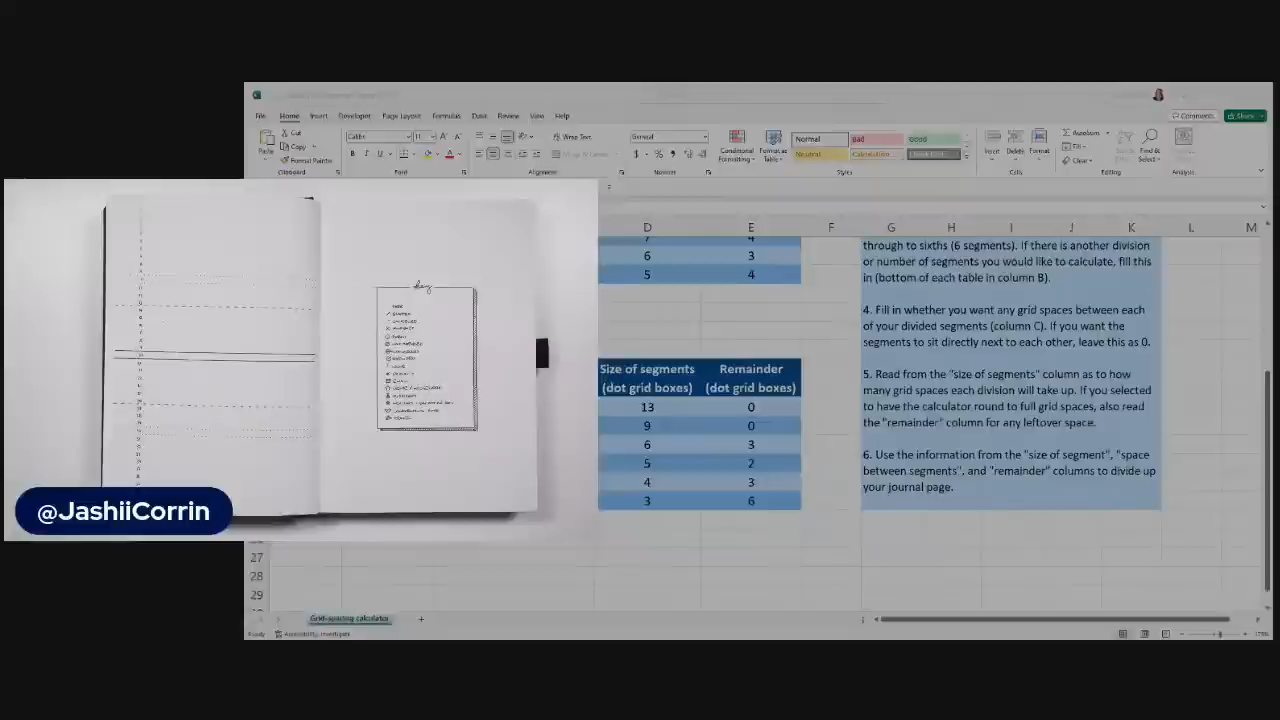 File Home Insert Developer Page Layout Formulas Data Review View Help
Comments Share
Paste
Cut
Copy
Format Painter
Clipboard
Calibri 11
B I U
Font
Wrap Text
Alignment
General
Number
Conditional Formatting
Format as Table
Normal Bad Good
Neutral Calculation
Styles
Insert Delete Format
Cells
Autosum
Fill
Clear
Find & Select
Editing
Analysis
D E F G H I J K L M
6 3
5 4
Size of segments (dot grid boxes) Remainder (dot grid boxes)
13 0
9 0
6 3
5 2
4 3
3 6
through to sixths (6 segments). If there is another division
or number of segments you would like to calculate, fill this
in (bottom of each table in column B).
4. Fill in whether you want any grid spaces between each
of your divided segments (column C). If you want the
segments to sit directly next to each other, leave this as 0.
5. Read from the "size of segments" column as to how
many grid spaces each division will take up. If you selected
to have the calculator round to full grid spaces, also read
the "remainder" column for any leftover space.
6. Use the information from the "size of segment", "space
between segments", and "remainder" columns to divide up
your journal page.
key
@JashiiCorrin
27
28
29
Grid-spacing calculator
Ready
175%